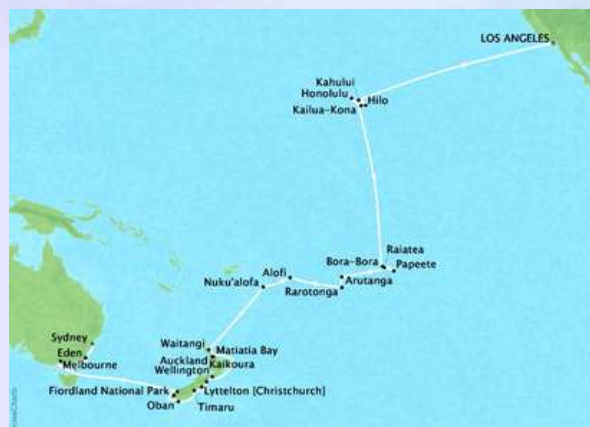 LOS ANGELES
Kahului
Honolulu
Hilo
Kailua-Kona
Raiatea
Bora-Bora
Papeete
Alofi
Arutanga
Nuku'alofa
Rarotonga
Sydney
Waitangi
Matiatia Bay
Eden
Auckland
Kaikoura
Melbourne
Wellington
Fiordland National Park
Lyttelton [Christchurch]
Oban
Timaru